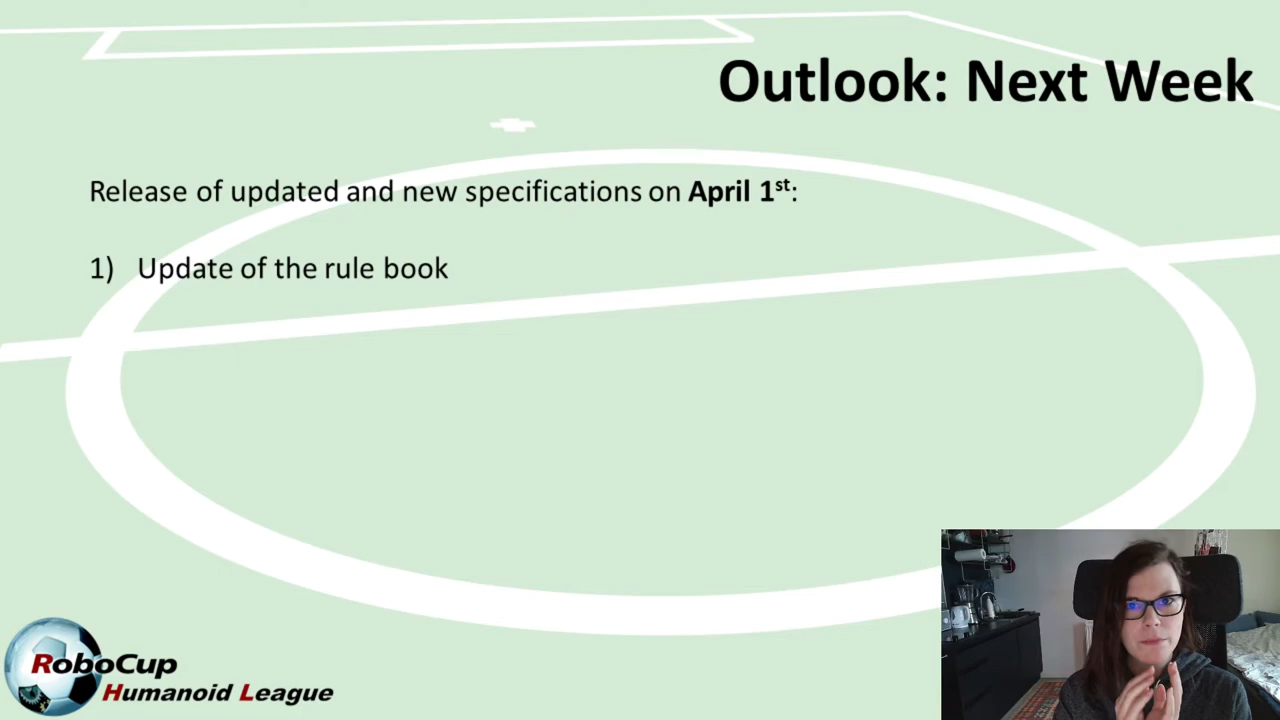 Outlook: Next Week
Release of updated and new specifications on April 1st:
1) Update of the rule book
RoboCup
Humanoid League